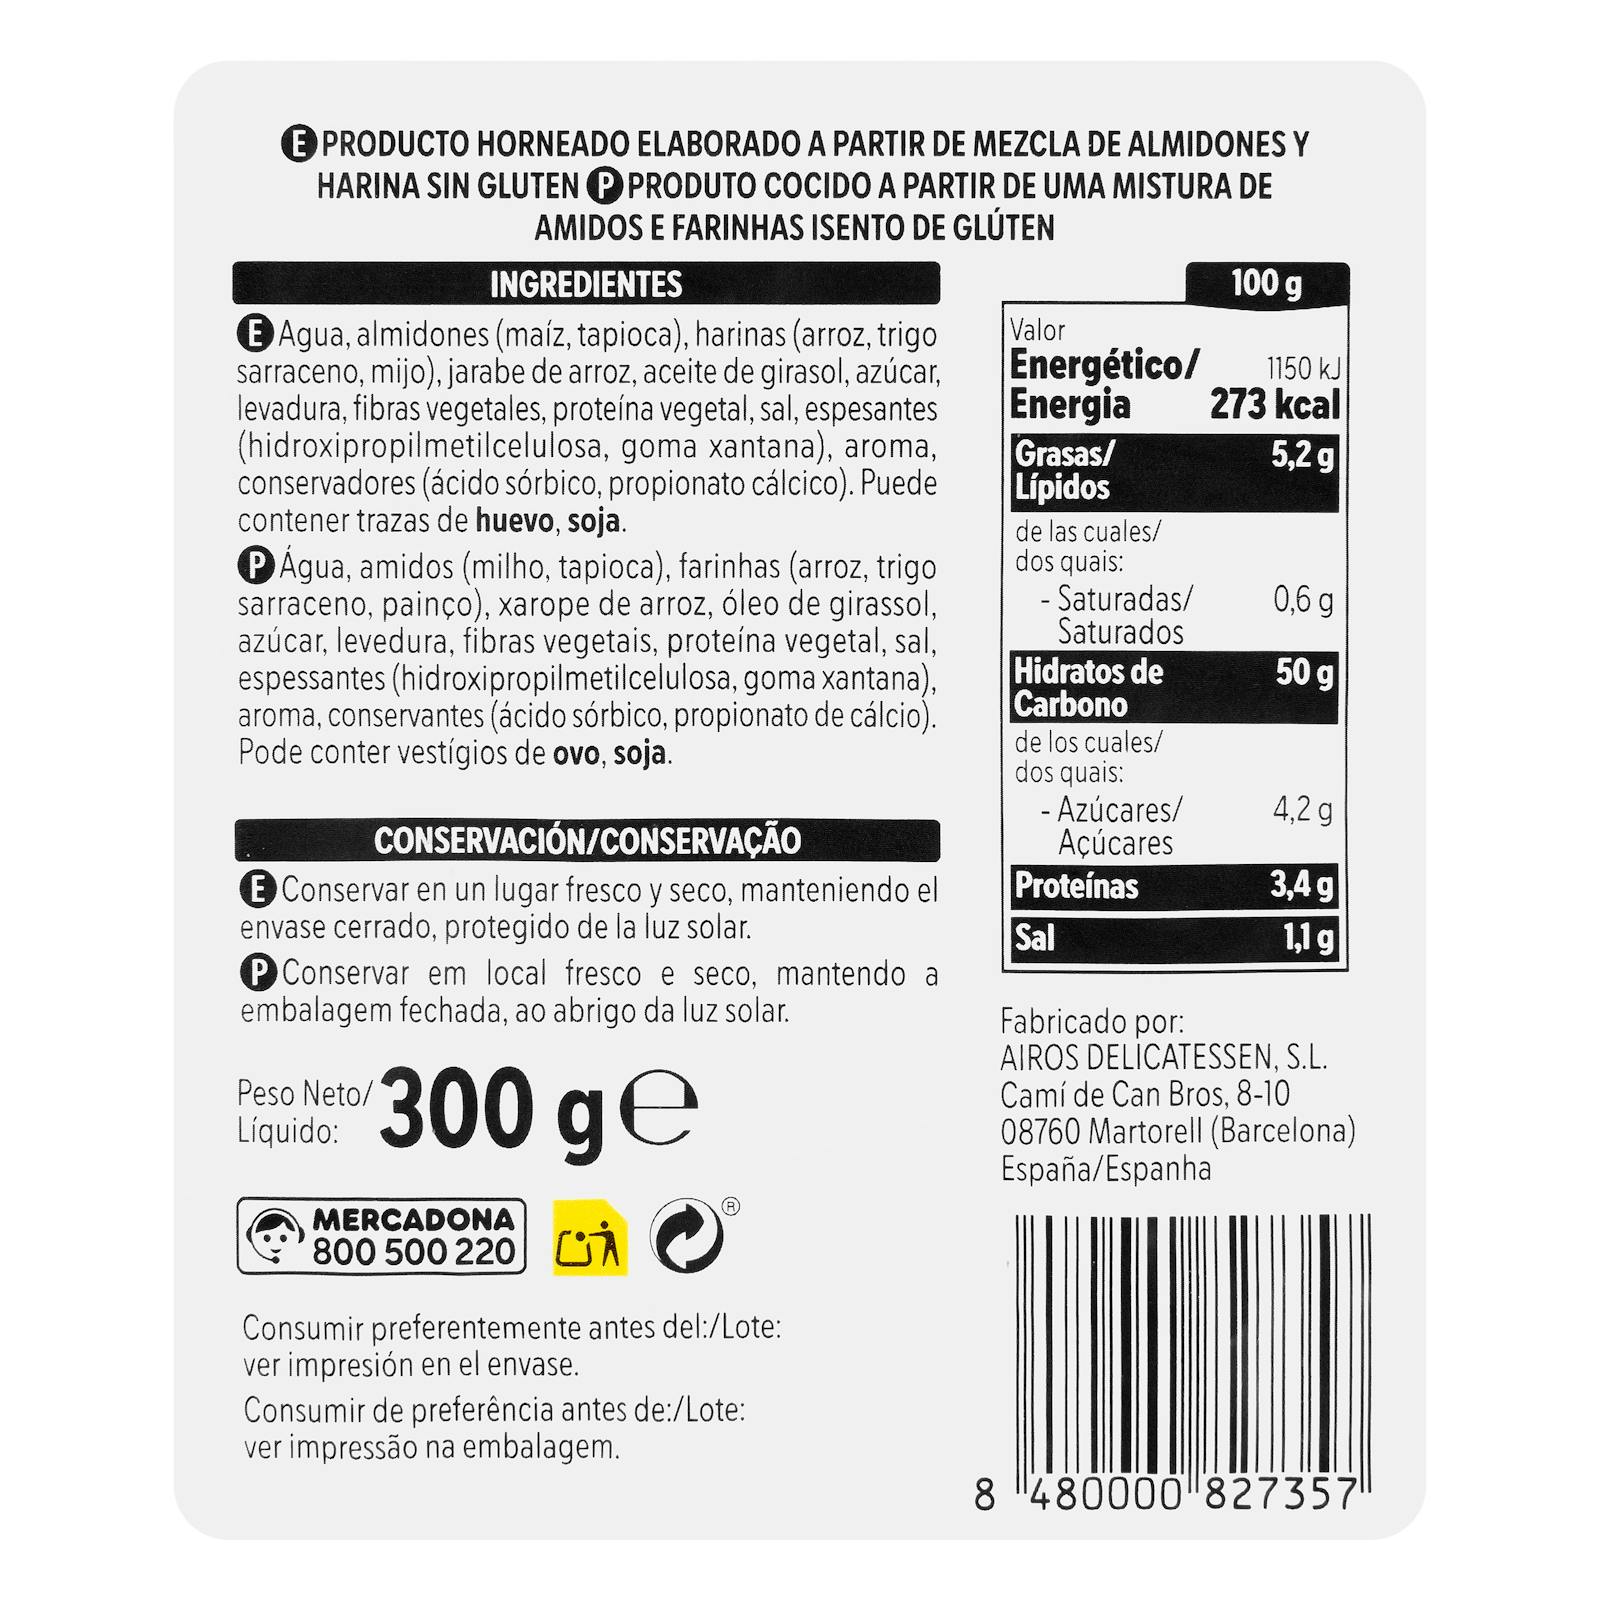 E PRODUCTO HORNEADO ELABORADO A PARTIR DE MEZCLA DE ALMIDONES Y
HARINA SIN GLUTEN P PRODUTO COCIDO A PARTIR DE UMA MISTURA DE
AMIDOS E FARINHAS ISENTO DE GLÚTEN
INGREDIENTES
E Agua, almidones (maíz, tapioca), harinas (arroz, trigo
sarraceno, mijo), jarabe de arroz, aceite de girasol, azúcar,
levadura, fibras vegetales, proteína vegetal, sal, espesantes
(hidroxipropilmetilcelulosa, goma xantana), aroma,
conservadores (ácido sórbico, propionato cálcico). Puede
contener trazas de huevo, soja.
P Água, amidos (milho, tapioca), farinhas (arroz, trigo
sarraceno, painço), xarope de arroz, óleo de girassol,
azúcar, levedura, fibras vegetais, proteína vegetal, sal,
espessantes (hidroxipropilmetilcelulosa, goma xantana),
aroma, conservantes (ácido sórbico, propionato de cálcio).
Pode conter vestígios de ovo, soja.
CONSERVACIÓN/CONSERVAÇÃO
E Conservar en un lugar fresco y seco, manteniendo el
envase cerrado, protegido de la luz solar.
P Conservar em local fresco e seco, mantendo a
embalagem fechada, ao abrigo da luz solar.
Peso Neto/
Líquido:
300 g ℮
MERCADONA
800 500 220
®
Consumir preferentemente antes del:/Lote:
ver impresión en el envase.
Consumir de preferência antes de:/Lote:
ver impressão na embalagem.
100 g
Valor
Energético/ 1150 kJ
Energia 273 kcal
Grasas/ 5,2 g
Lípidos
de las cuales/
dos quais:
- Saturadas/ 0,6 g
Saturados
Hidratos de 50 g
Carbono
de los cuales/
dos quais:
- Azúcares/ 4,2 g
Açúcares
Proteínas 3,4 g
Sal 1,1 g
Fabricado por:
AIROS DELICATESSEN, S.L.
Camí de Can Bros, 8-10
08760 Martorell (Barcelona)
España/Espanha
8 480000 827357